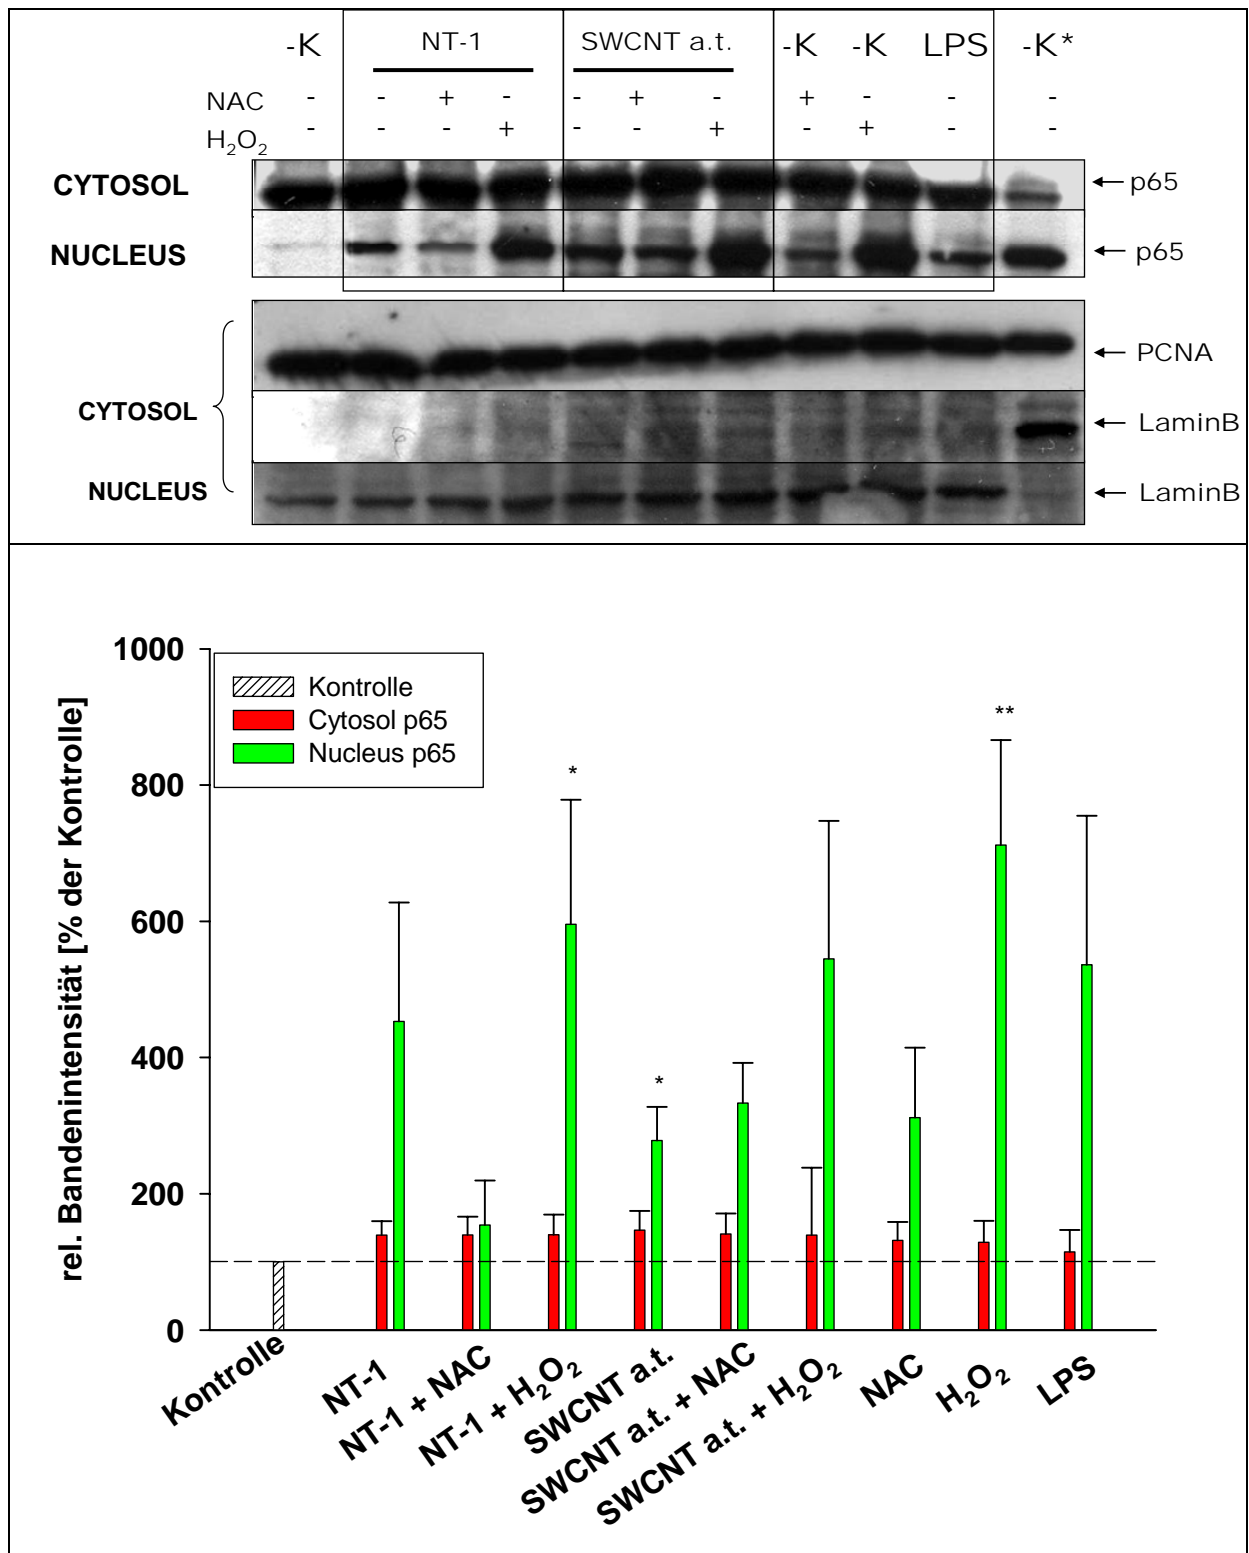 -K NT-1 SWCNT a.t. -K -K LPS -K*
NAC - - + - - + - + - - -
H₂O₂ - - - + - - + - + - -
CYTOSOL p65
NUCLEUS p65
PCNA
CYTOSOL LaminB
NUCLEUS LaminB
rel. Bandenintensität [% der Kontrolle]
1000
800
600
400
200
0
Kontrolle
Cytosol p65
Nucleus p65
*
*
**
Kontrolle
NT-1
NT-1 + NAC
NT-1 + H₂O₂
SWCNT a.t.
SWCNT a.t. + NAC
SWCNT a.t. + H₂O₂
NAC
H₂O₂
LPS